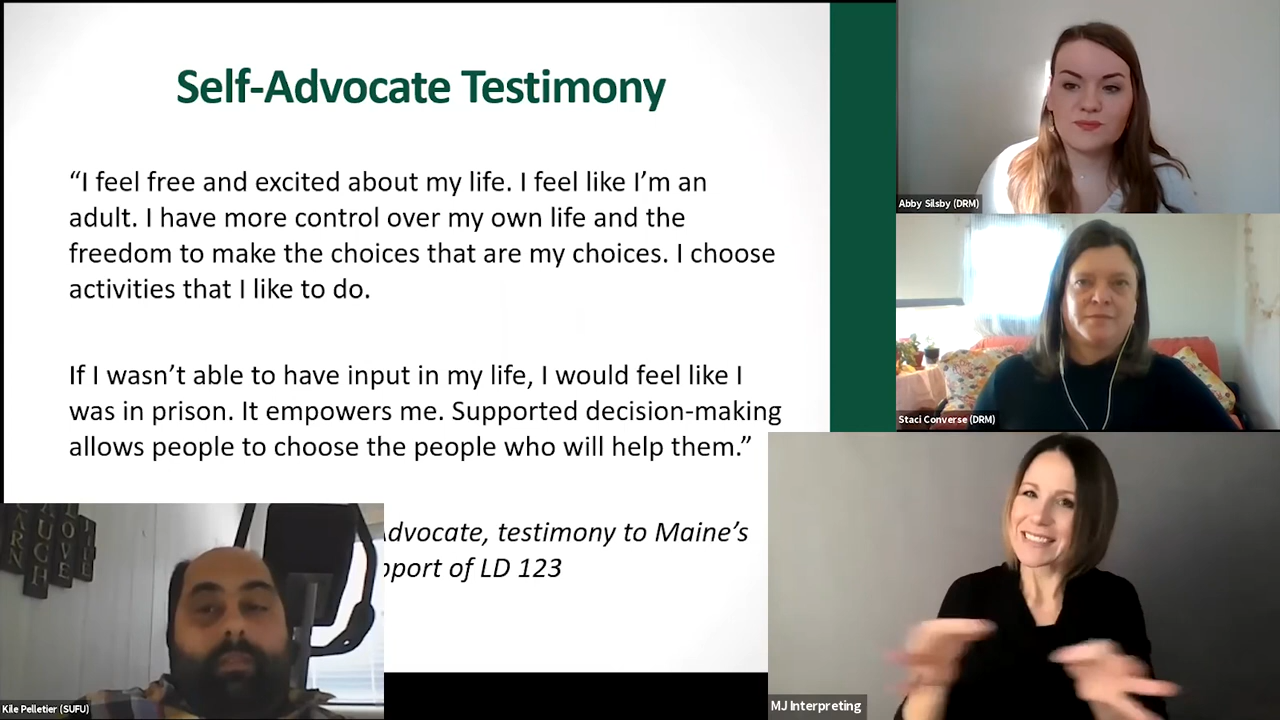 Self-Advocate Testimony
“I feel free and excited about my life. I feel like I’m an
adult. I have more control over my own life and the
freedom to make the choices that are my choices. I choose
activities that I like to do.
If I wasn’t able to have input in my life, I would feel like I
was in prison. It empowers me. Supported decision-making
allows people to choose the people who will help them.”
dvocate, testimony to Maine’s
port of LD 123
Abby Silsby (DRM)
Staci Converse (DRM)
LOVE
Kile Pelletier (SUFU)
MJ Interpreting